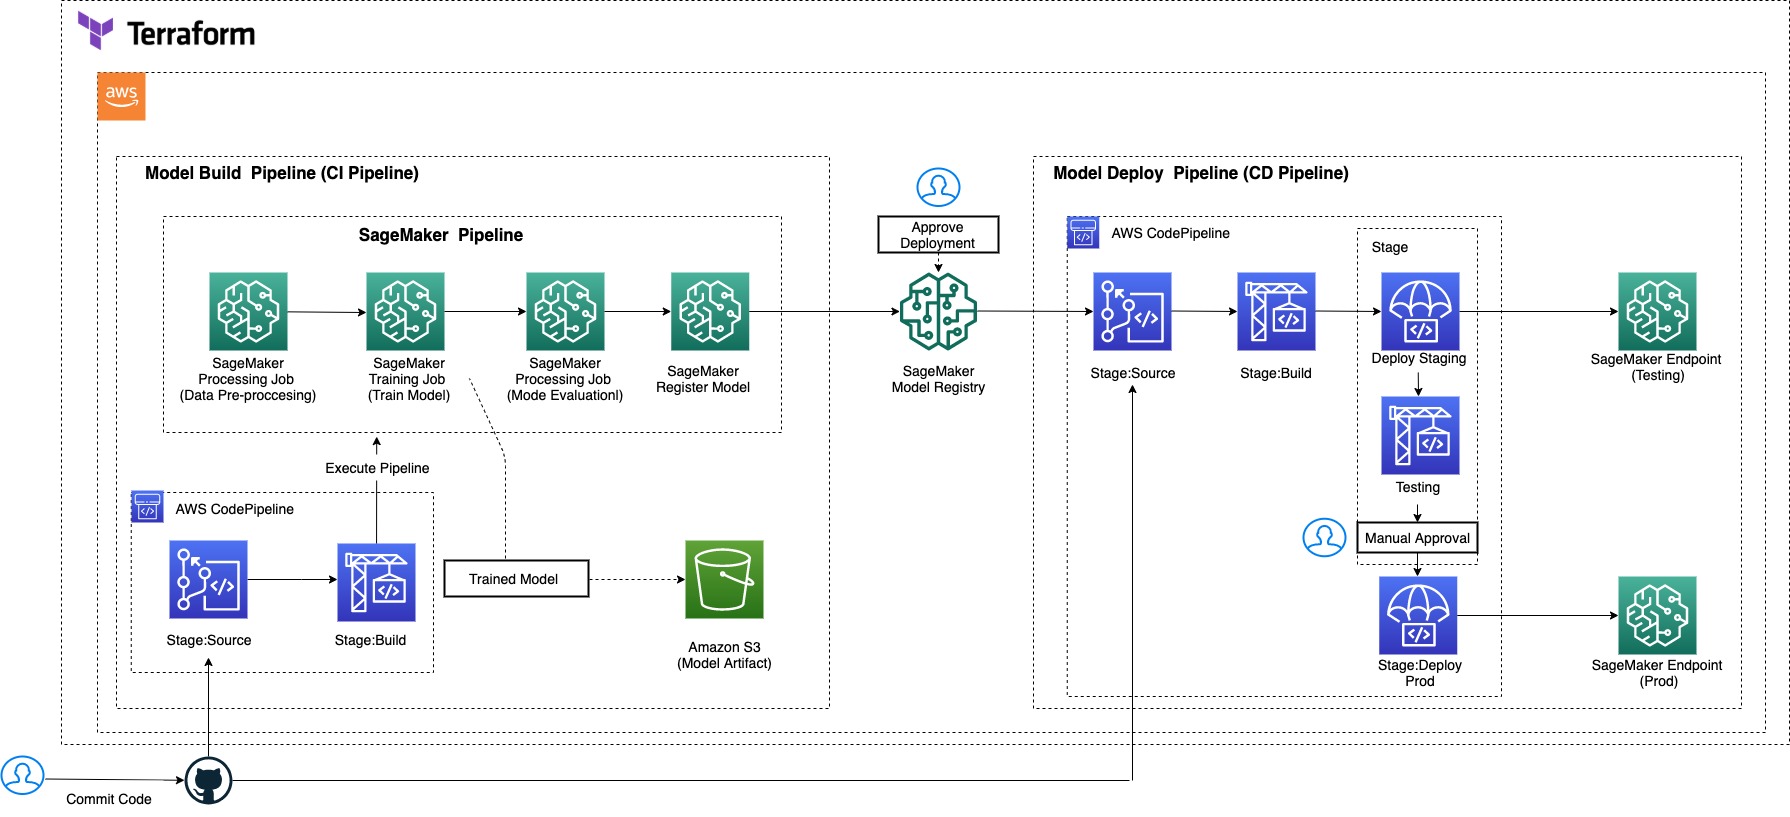 Terraform
aws
Model Build Pipeline (CI Pipeline)
SageMaker Pipeline
SageMaker
Processing Job
(Data Pre-proccesing)
SageMaker
Training Job
(Train Model)
SageMaker
Processing Job
(Mode Evaluationl)
SageMaker
Register Model
Execute Pipeline
AWS CodePipeline
Stage:Source
Stage:Build
Trained Model
Amazon S3
(Model Artifact)
Approve
Deployment
SageMaker
Model Registry
Model Deploy Pipeline (CD Pipeline)
AWS CodePipeline
Stage
Stage:Source
Stage:Build
Deploy Staging
SageMaker Endpoint
(Testing)
Testing
Manual Approval
Stage:Deploy
Prod
SageMaker Endpoint
(Prod)
Commit Code